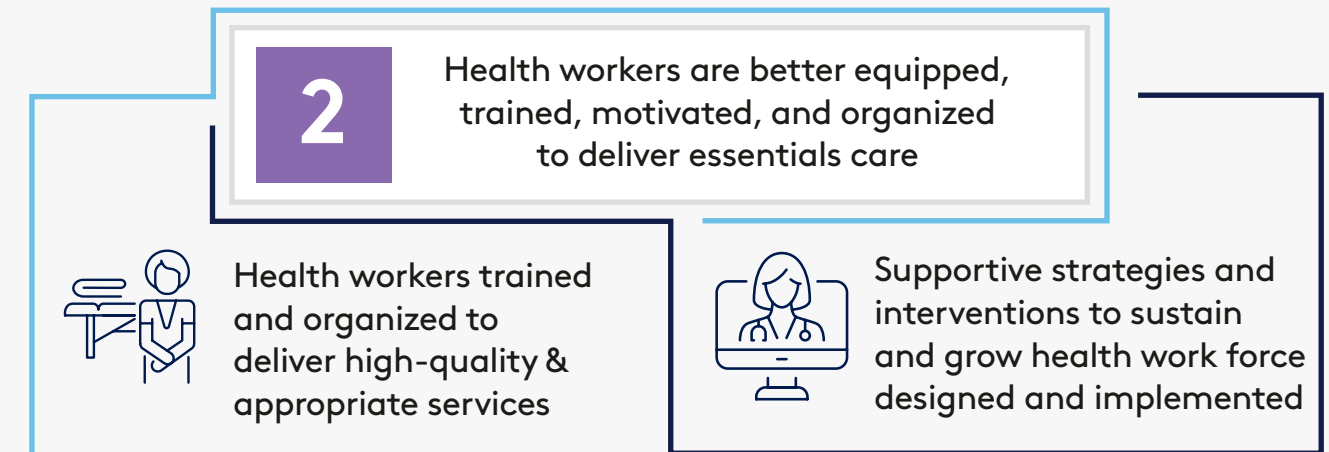 2
Health workers are better equipped,
trained, motivated, and organized
to deliver essentials care
Health workers trained
and organized to
deliver high-quality &
appropriate services
Supportive strategies and
interventions to sustain
and grow health work force
designed and implemented